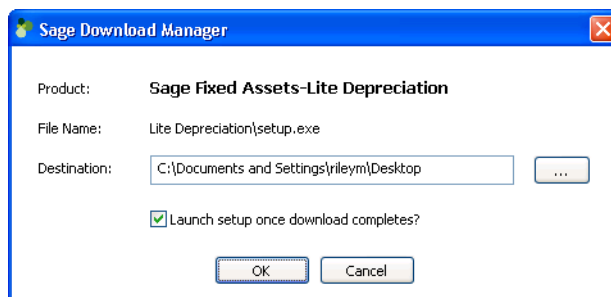 Sage Download Manager
Product: Sage Fixed Assets-Lite Depreciation
File Name: Lite Depreciation\setup.exe
Destination: C:\Documents and Settings\rileym\Desktop ...
Launch setup once download completes?
OK Cancel